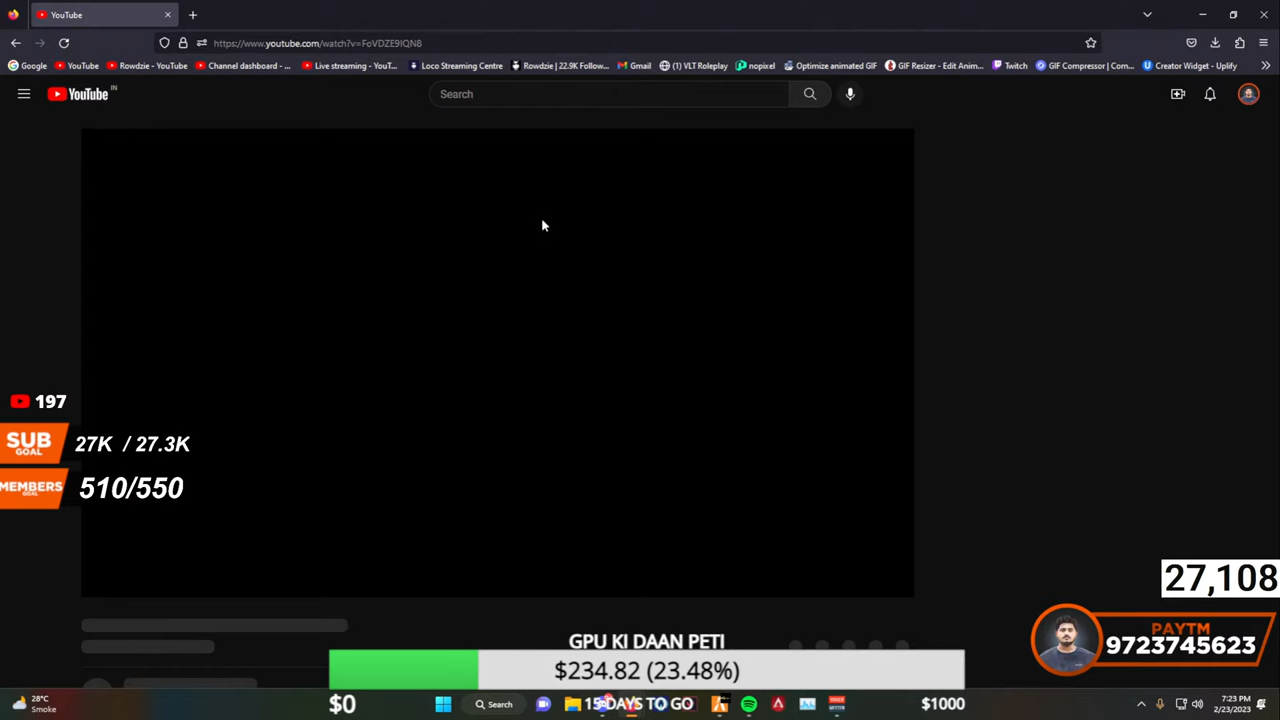 YouTube
https://www.youtube.com/watch?v=FoVDZE9IQN8
Google YouTube Rowdzie - YouTube Channel dashboard - ... Live streaming - YouT... Loco Streaming Centre Rowdzie | 22.9K Follow... Gmail (1) VLT Roleplay nopixel Optimize animated GIF GIF Resizer - Edit Anim... Twitch GIF Compressor | Com... Creator Widget - Uplify
YouTube IN
Search
197
SUB
GOAL
27K / 27.3K
MEMBERS
GOAL
510/550
27,108
PAYTM
9723745623
GPU KI DAAN PETI
$234.82 (23.48%)
$0
15 DAYS TO GO
$1000
28°C
Smoke
Search
7:23 PM
2/23/2023